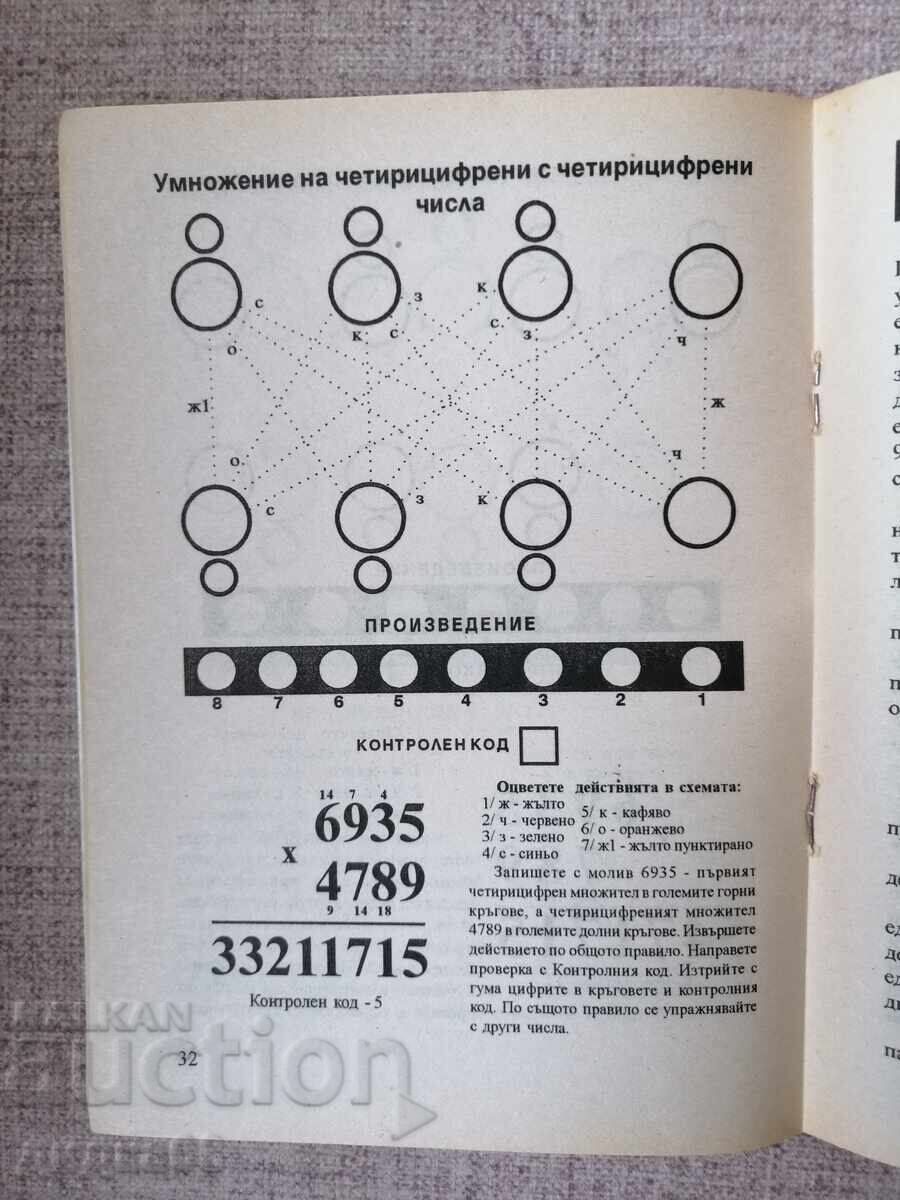 Умножение на четирицифрени с четирицифрени
числа
с
з
к
о
к
с
с
з
ч
ж1
ж
о
ч
с
з
к
ПРОИЗВЕДЕНИЕ
8 7 6 5 4 3 2 1
КОНТРОЛЕН КОД
14 7 4
6935
X
4789
9 14 18
33211715
Контролен код - 5
Оцветете действията в схемата:
1/ ж - жълто
2/ ч - червено
3/ з - зелено
4/ с - синьо
5/ к - кафяво
6/ о - оранжево
7/ ж1 - жълто пунктирано
Запишете с молив 6935 - първият
четирицифрен множител в големите горни
кръгове, а четирицифреният множител
4789 в големите долни кръгове. Извършете
действието по общото правило. Направете
проверка с Контролния код. Изтрийте с
гума цифрите в кръговете и контролния
код. По същото правило се упражнявайте
с други числа.
32